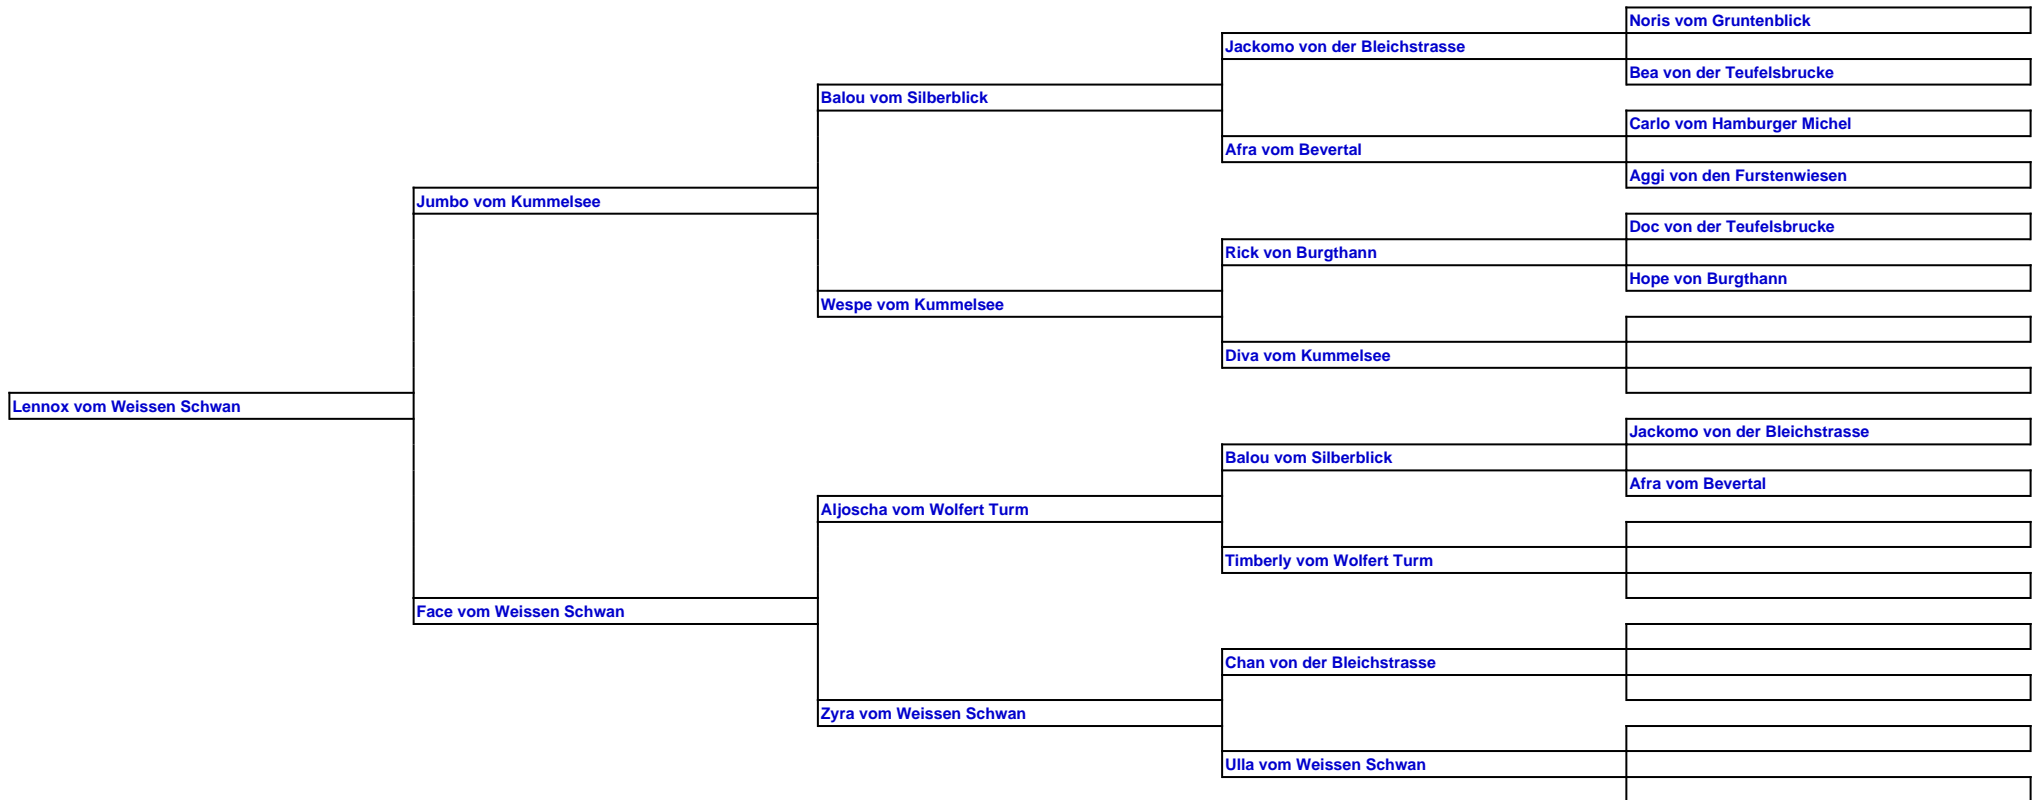 Noris vom Gruntenblick
Jackomo von der Bleichstrasse
Bea von der Teufelsbrucke
Balou vom Silberblick
Carlo vom Hamburger Michel
Afra vom Bevertal
Aggi von den Furstenwiesen
Jumbo vom Kummelsee
Doc von der Teufelsbrucke
Rick von Burgthann
Hope von Burgthann
Wespe vom Kummelsee
Diva vom Kummelsee
Lennox vom Weissen Schwan
Jackomo von der Bleichstrasse
Balou vom Silberblick
Afra vom Bevertal
Aljoscha vom Wolfert Turm
Timberly vom Wolfert Turm
Face vom Weissen Schwan
Chan von der Bleichstrasse
Zyra vom Weissen Schwan
Ulla vom Weissen Schwan